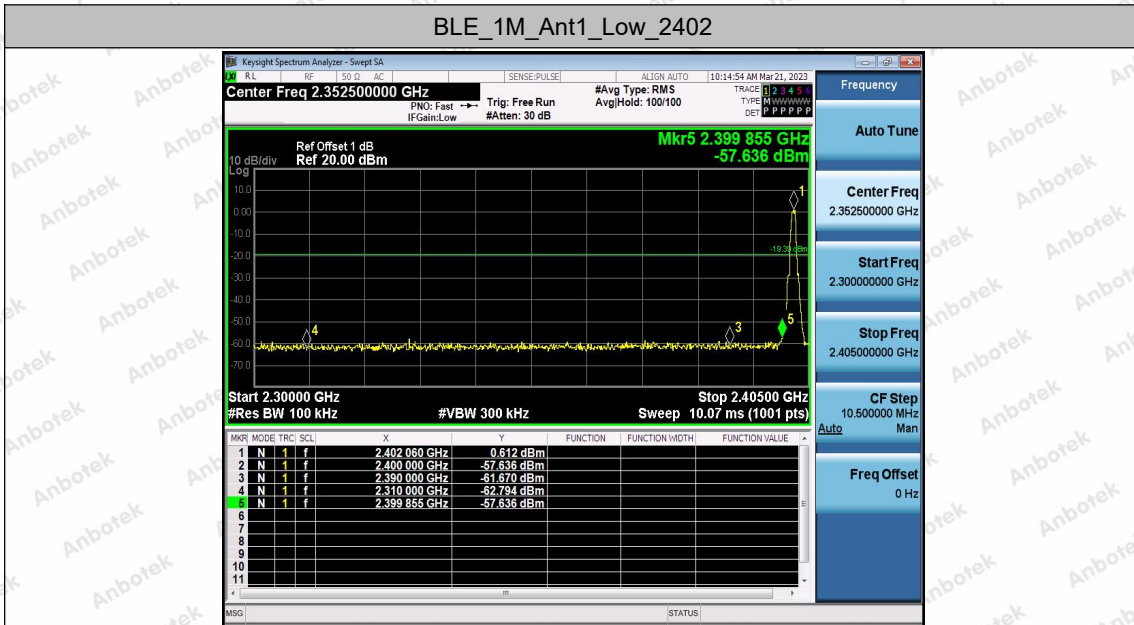 BLE_1M_Ant1_Low_2402
Keysight Spectrum Analyzer - Swept SA
RL RF 50 Ω AC SENSE:PULSE ALIGN AUTO 10:14:54 AM Mar 21, 2023
Center Freq 2.352500000 GHz
PNO: Fast
IFGain:Low
Trig: Free Run
#Atten: 30 dB
#Avg Type: RMS
Avg|Hold: 100/100
TRACE 1 2 3 4 5 6
TYPE M WWWWW
DET P P P P P P
Frequency
Auto Tune
Center Freq
2.352500000 GHz
Start Freq
2.300000000 GHz
Stop Freq
2.405000000 GHz
CF Step
10.500000 MHz
Auto Man
Freq Offset
0 Hz
Mkr5 2.399 855 GHz
-57.636 dBm
Ref Offset 1 dB
10 dB/div Ref 20.00 dBm
Log
10.0
0.00
-10.0
-20.0
-30.0
-40.0
-50.0
-60.0
-70.0
1
-19.39 dBm
5
3
4
Start 2.30000 GHz Stop 2.40500 GHz
#Res BW 100 kHz #VBW 300 kHz Sweep 10.07 ms (1001 pts)
MKR MODE TRC SCL X Y FUNCTION FUNCTION WIDTH FUNCTION VALUE
1 N 1 f 2.402 060 GHz 0.612 dBm
2 N 1 f 2.400 000 GHz -57.636 dBm
3 N 1 f 2.390 000 GHz -61.670 dBm
4 N 1 f 2.310 000 GHz -62.794 dBm
5 N 1 f 2.399 855 GHz -57.636 dBm
6
7
8
9
10
11
MSG STATUS
Anbotek